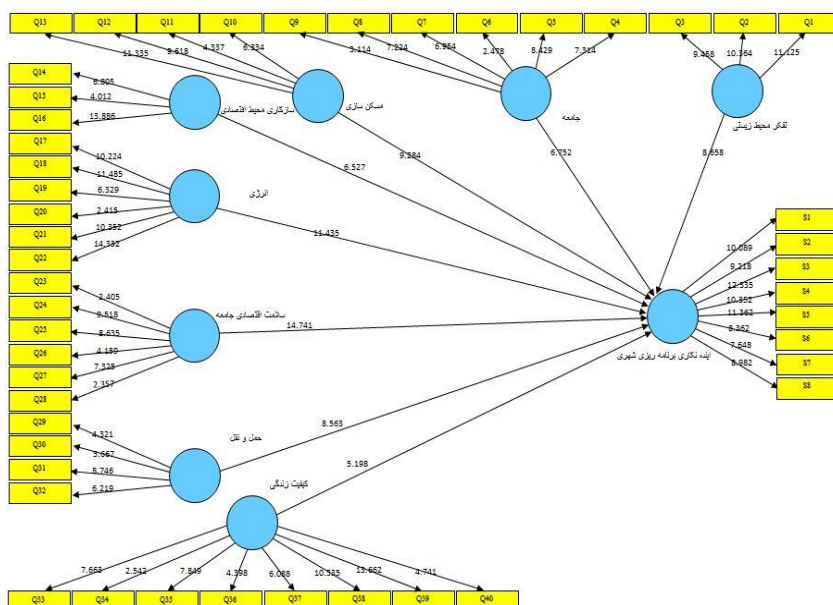 Q13 Q12 Q11 Q10 Q9 Q8 Q7 Q6 Q5 Q4 Q3 Q2 Q1
11.335 9.618 4.337 6.334 3.114 7.224 6.954 2.478 8.429 7.314 9.458 10.364 11.125
Q14
6.805
Q15
4.012
Q16
13.886
سازگاری محیط اقتصادی
مسکن سازی
جامعه
تفکر محیط زیستی
6.527
9.284
6.752
8.658
Q17
10.224
Q18
11.485
Q19
6.329
Q20
2.415
Q21
10.352
Q22
14.332
انرژی
11.435
Q23
2.405
Q24
9.518
Q25
8.635
Q26
4.159
Q27
7.325
Q28
2.357
سلامت اقتصادی جامعه
14.741
S1
10.089
S2
9.218
S3
12.535
S4
10.352
S5
11.362
S6
8.362
S7
7.648
S8
6.982
اینده نگاری برنامه ریزی شهری
Q29
4.321
Q30
5.667
Q31
8.746
Q32
6.219
حمل و نقل
8.563
کیفیت زندگی
5.198
7.663 2.542 7.849 4.398 6.088 10.335 13.662 4.741
Q33 Q34 Q35 Q36 Q37 Q38 Q39 Q40